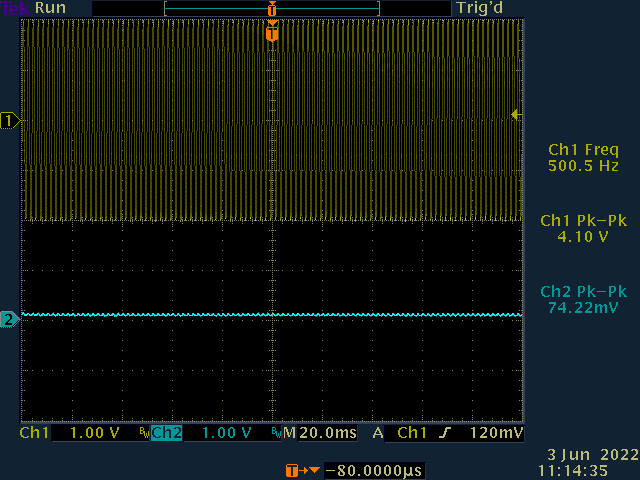 Tek Run Trig'd
T
T
1
Ch1 Freq
500.5 Hz
Ch1 Pk-Pk
4.10 V
Ch2 Pk-Pk
74.22mV
2
Ch1 1.00 V BW Ch2 1.00 V BW M 20.0ms A Ch1 120mV
T -80.0000µs
3 Jun 2022
11:14:35